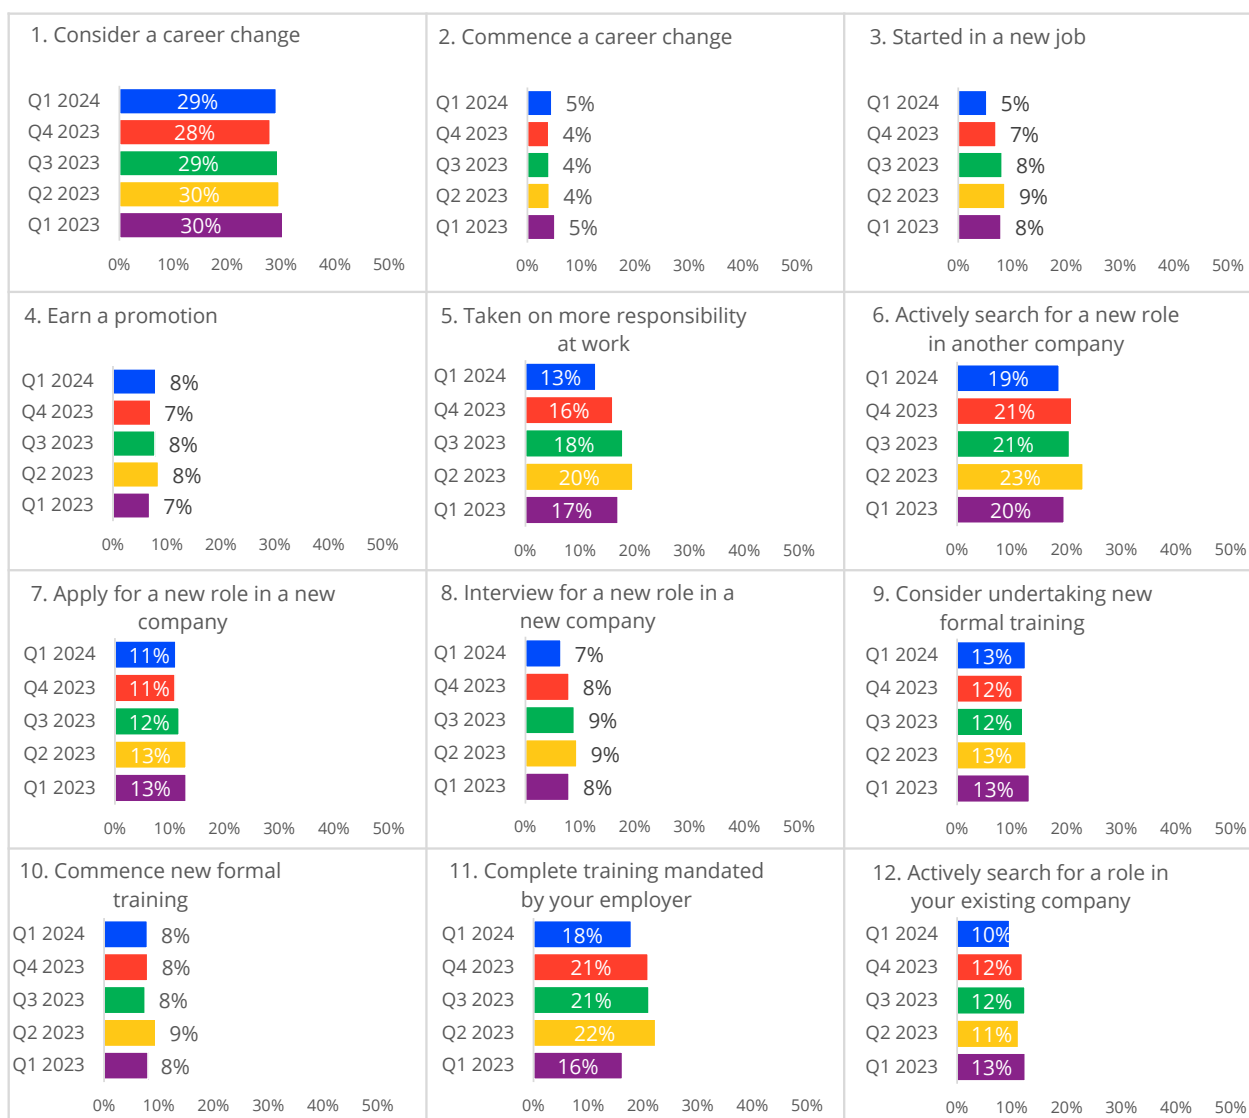 1. Consider a career change
Q1 2024 29%
Q4 2023 28%
Q3 2023 29%
Q2 2023 30%
Q1 2023 30%
0% 10% 20% 30% 40% 50%
2. Commence a career change
Q1 2024 5%
Q4 2023 4%
Q3 2023 4%
Q2 2023 4%
Q1 2023 5%
0% 10% 20% 30% 40% 50%
3. Started in a new job
Q1 2024 5%
Q4 2023 7%
Q3 2023 8%
Q2 2023 9%
Q1 2023 8%
0% 10% 20% 30% 40% 50%
4. Earn a promotion
Q1 2024 8%
Q4 2023 7%
Q3 2023 8%
Q2 2023 8%
Q1 2023 7%
0% 10% 20% 30% 40% 50%
5. Taken on more responsibility
at work
Q1 2024 13%
Q4 2023 16%
Q3 2023 18%
Q2 2023 20%
Q1 2023 17%
0% 10% 20% 30% 40% 50%
6. Actively search for a new role
in another company
Q1 2024 19%
Q4 2023 21%
Q3 2023 21%
Q2 2023 23%
Q1 2023 20%
0% 10% 20% 30% 40% 50%
7. Apply for a new role in a new
company
Q1 2024 11%
Q4 2023 11%
Q3 2023 12%
Q2 2023 13%
Q1 2023 13%
0% 10% 20% 30% 40% 50%
8. Interview for a new role in a
new company
Q1 2024 7%
Q4 2023 8%
Q3 2023 9%
Q2 2023 9%
Q1 2023 8%
0% 10% 20% 30% 40% 50%
9. Consider undertaking new
formal training
Q1 2024 13%
Q4 2023 12%
Q3 2023 12%
Q2 2023 13%
Q1 2023 13%
0% 10% 20% 30% 40% 50%
10. Commence new formal
training
Q1 2024 8%
Q4 2023 8%
Q3 2023 8%
Q2 2023 9%
Q1 2023 8%
0% 10% 20% 30% 40% 50%
11. Complete training mandated
by your employer
Q1 2024 18%
Q4 2023 21%
Q3 2023 21%
Q2 2023 22%
Q1 2023 16%
0% 10% 20% 30% 40% 50%
12. Actively search for a role in
your existing company
Q1 2024 10%
Q4 2023 12%
Q3 2023 12%
Q2 2023 11%
Q1 2023 13%
0% 10% 20% 30% 40% 50%